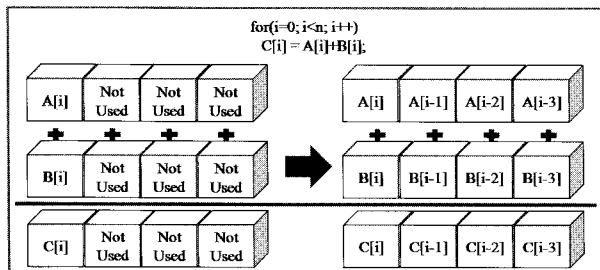 for(i=0; i<n; i++)
C[i] = A[i]+B[i];
A[i] Not Used Not Used Not Used
A[i] A[i-1] A[i-2] A[i-3]
+ + + +
+ + + +
B[i] Not Used Not Used Not Used
B[i] B[i-1] B[i-2] B[i-3]
C[i] Not Used Not Used Not Used
C[i] C[i-1] C[i-2] C[i-3]